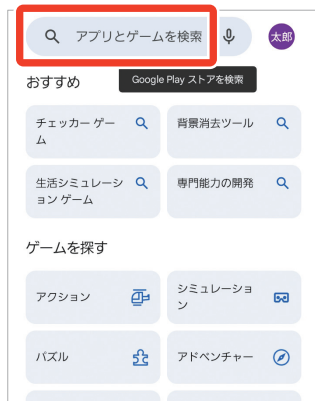 アプリとゲームを検索
太郎
おすすめ
Google Play ストアを検索
チェッカー ゲー
ム
背景消去ツール
生活シミュレーシ
ョン ゲーム
専門能力の開発
ゲームを探す
アクション
シミュレーショ
ン
パズル
アドベンチャー